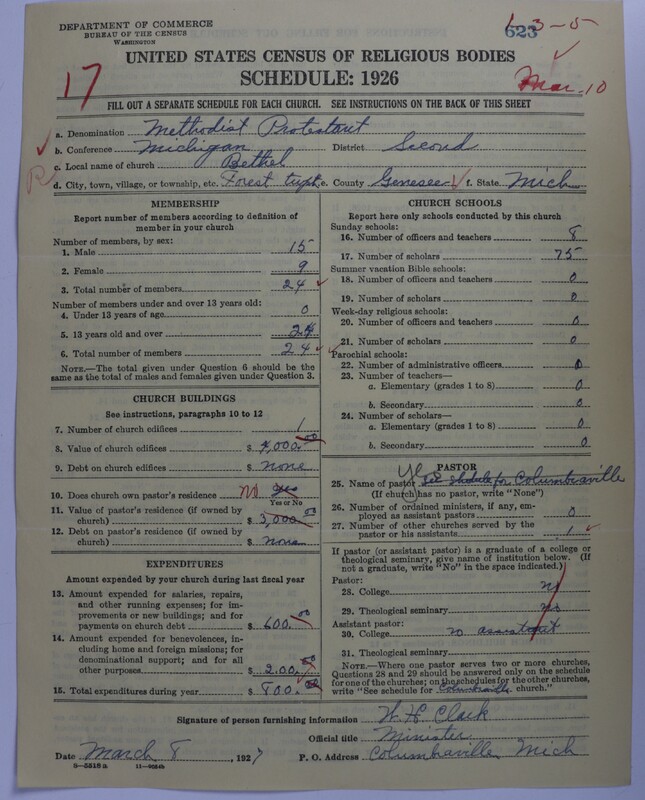 DEPARTMENT OF COMMERCE
BUREAU OF THE CENSUS
WASHINGTON
623
3-5
UNITED STATES CENSUS OF RELIGIOUS BODIES
SCHEDULE: 1926
17
Mar. 10
FILL OUT A SEPARATE SCHEDULE FOR EACH CHURCH. SEE INSTRUCTIONS ON THE BACK OF THIS SHEET
a. Denomination Methodist Protestant
b. Conference Michigan District Second
c. Local name of church Bethel
d. City, town, village, or township, etc. Forest twpt. e. County Genesee f. State Mich
MEMBERSHIP
Report number of members according to definition of
member in your church
Number of members, by sex:
1. Male 15
2. Female 9
3. Total number of members 24
Number of members under and over 13 years old:
4. Under 13 years of age 0
5. 13 years old and over 24
6. Total number of members 24
NOTE.—The total given under Question 6 should be
the same as the total of males and females given under Question 3.
CHURCH BUILDINGS
See instructions, paragraphs 10 to 12
7. Number of church edifices 1
8. Value of church edifices $ 4,000.00
9. Debt on church edifices $ none
10. Does church own pastor's residence no yes
Yes or No
11. Value of pastor's residence (if owned by
church) $ 3,000.00
12. Debt on pastor's residence (if owned by
church) $ none
EXPENDITURES
Amount expended by your church during last fiscal year
13. Amount expended for salaries, repairs,
and other running expenses; for im-
provements or new buildings; and for
payments on church debt $ 600.00
14. Amount expended for benevolences, in-
cluding home and foreign missions; for
denominational support; and for all
other purposes $ 200.00
15. Total expenditures during year $ 800.00
CHURCH SCHOOLS
Report here only schools conducted by this church
Sunday schools:
16. Number of officers and teachers 8
17. Number of scholars 75
Summer vacation Bible schools:
18. Number of officers and teachers 0
19. Number of scholars 0
Week-day religious schools:
20. Number of officers and teachers 0
21. Number of scholars 0
Parochial schools:
22. Number of administrative officers 0
23. Number of teachers—
a. Elementary (grades 1 to 8) 0
b. Secondary 0
24. Number of scholars—
a. Elementary (grades 1 to 8) 0
b. Secondary 0
PASTOR
25. Name of pastor See shedule for Columbiaville
(If church has no pastor, write "None")
26. Number of ordained ministers, if any, em-
ployed as assistant pastors 0
27. Number of other churches served by the
pastor or his assistants 1
If pastor (or assistant pastor) is a graduate of a college or
theological seminary, give name of institution below. (If
not a graduate, write "No" in the space indicated.)
Pastor:
28. College no
29. Theological seminary no
Assistant pastor:
30. College no assistant
31. Theological seminary
NOTE.—Where one pastor serves two or more churches,
Questions 28 and 29 should be answered only on the schedule
for one of the churches; on the schedules for the other churches,
write "See schedule for Columbiaville church."
Signature of person furnishing information W. H. Clark
Official title Minister
Date March 8, 1927 P. O. Address Columbiaville Mich